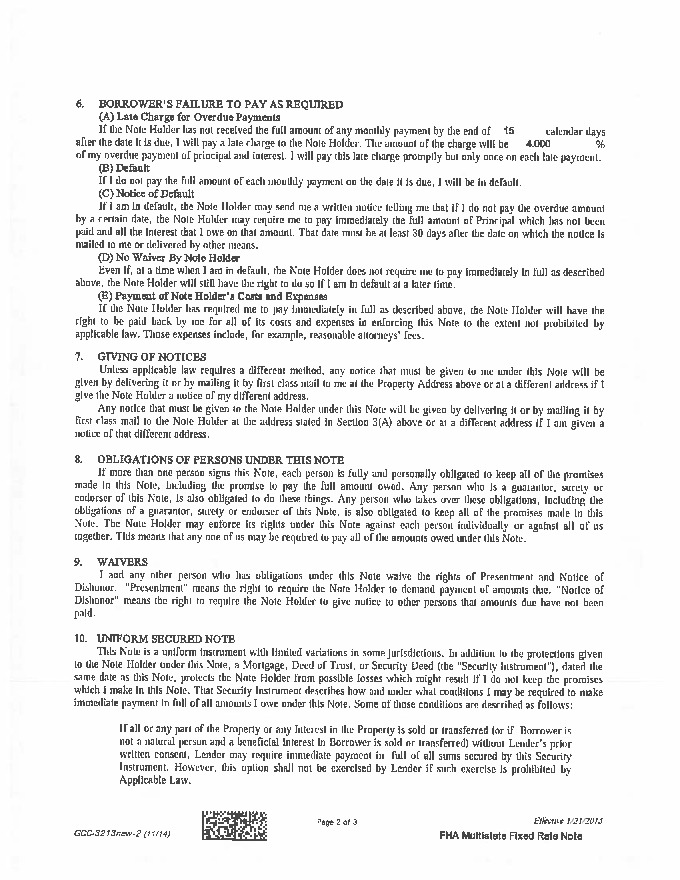 6. BORROWER'S FAILURE TO PAY AS REQUIRED
(A) Late Charge for Overdue Payments
If the Note Holder has not received the full amount of any monthly payment by the end of 15 calendar days
after the date it is due, I will pay a late charge to the Note Holder. The amount of the charge will be 4.000 %
of my overdue payment of principal and interest. I will pay this late charge promptly but only once on each late payment.
(B) Default
If I do not pay the full amount of each monthly payment on the date it is due, I will be in default.
(C) Notice of Default
If I am in default, the Note Holder may send me a written notice telling me that if I do not pay the overdue amount
by a certain date, the Note Holder may require me to pay immediately the full amount of Principal which has not been
paid and all the interest that I owe on that amount. That date must be at least 30 days after the date on which the notice is
mailed to me or delivered by other means.
(D) No Waiver By Note Holder
Even if, at a time when I am in default, the Note Holder does not require me to pay immediately in full as described
above, the Note Holder will still have the right to do so if I am in default at a later time.
(E) Payment of Note Holder's Costs and Expenses
If the Note Holder has required me to pay immediately in full as described above, the Note Holder will have the
right to be paid back by me for all of its costs and expenses in enforcing this Note to the extent not prohibited by
applicable law. Those expenses include, for example, reasonable attorneys' fees.
7. GIVING OF NOTICES
Unless applicable law requires a different method, any notice that must be given to me under this Note will be
given by delivering it or by mailing it by first class mail to me at the Property Address above or at a different address if I
give the Note Holder a notice of my different address.
Any notice that must be given to the Note Holder under this Note will be given by delivering it or by mailing it by
first class mail to the Note Holder at the address stated in Section 3(A) above or at a different address if I am given a
notice of that different address.
8. OBLIGATIONS OF PERSONS UNDER THIS NOTE
If more than one person signs this Note, each person is fully and personally obligated to keep all of the promises
made in this Note, including the promise to pay the full amount owed. Any person who is a guarantor, surety or
endorser of this Note, is also obligated to do these things. Any person who takes over these obligations, including the
obligations of a guarantor, surety or endorser of this Note, is also obligated to keep all of the promises made in this
Note. The Note Holder may enforce its rights under this Note against each person individually or against all of us
together. This means that any one of us may be required to pay all of the amounts owed under this Note.
9. WAIVERS
I and any other person who has obligations under this Note waive the rights of Presentment and Notice of
Dishonor. "Presentment" means the right to require the Note Holder to demand payment of amounts due. "Notice of
Dishonor" means the right to require the Note Holder to give notice to other persons that amounts due have not been
paid.
10. UNIFORM SECURED NOTE
This Note is a uniform instrument with limited variations in some jurisdictions. In addition to the protections given
to the Note Holder under this Note, a Mortgage, Deed of Trust, or Security Deed (the "Security Instrument"), dated the
same date as this Note, protects the Note Holder from possible losses which might result if I do not keep the promises
which I make in this Note. That Security Instrument describes how and under what conditions I may be required to make
immediate payment in full of all amounts I owe under this Note. Some of those conditions are described as follows:
If all or any part of the Property or any Interest in the Property is sold or transferred (or if Borrower is
not a natural person and a beneficial interest in Borrower is sold or transferred) without Lender's prior
written consent, Lender may require immediate payment in full of all sums secured by this Security
Instrument. However, this option shall not be exercised by Lender if such exercise is prohibited by
Applicable Law.
GCC-3213new-2 (11/14)
Page 2 of 3
Effective 1/21/2015
FHA Multistate Fixed Rate Note